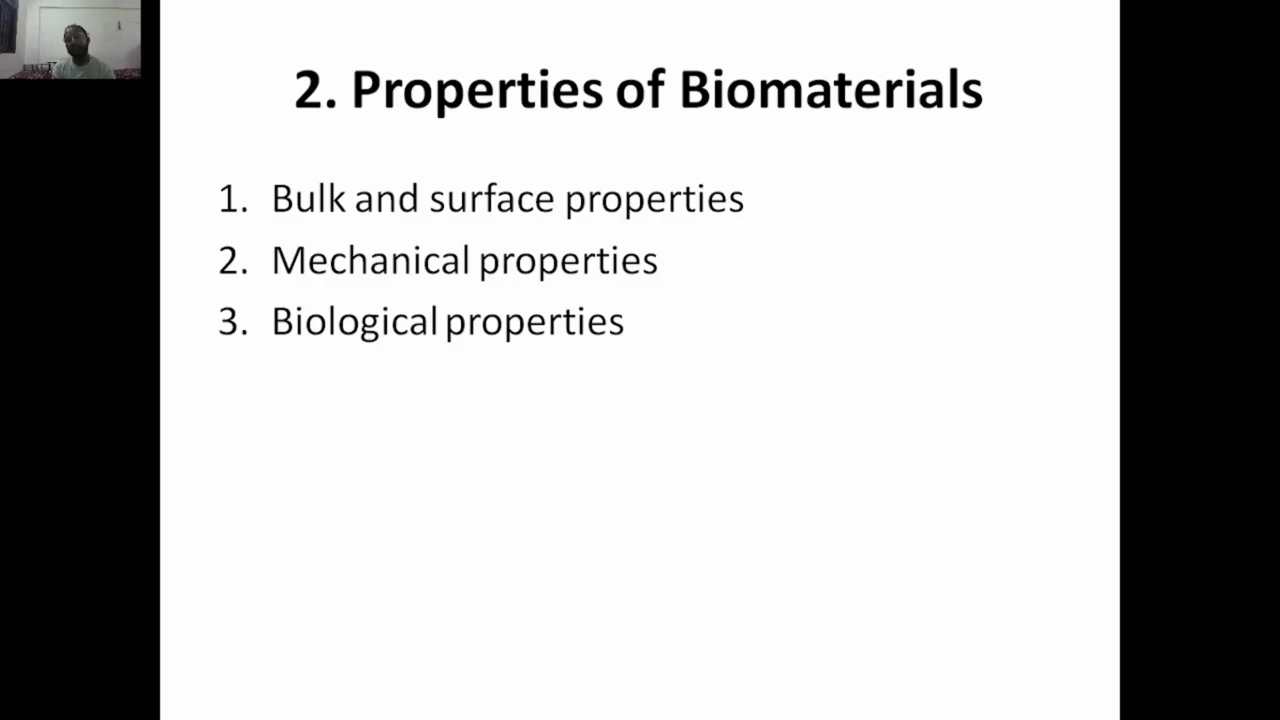 2. Properties of Biomaterials
1. Bulk and surface properties
2. Mechanical properties
3. Biological properties